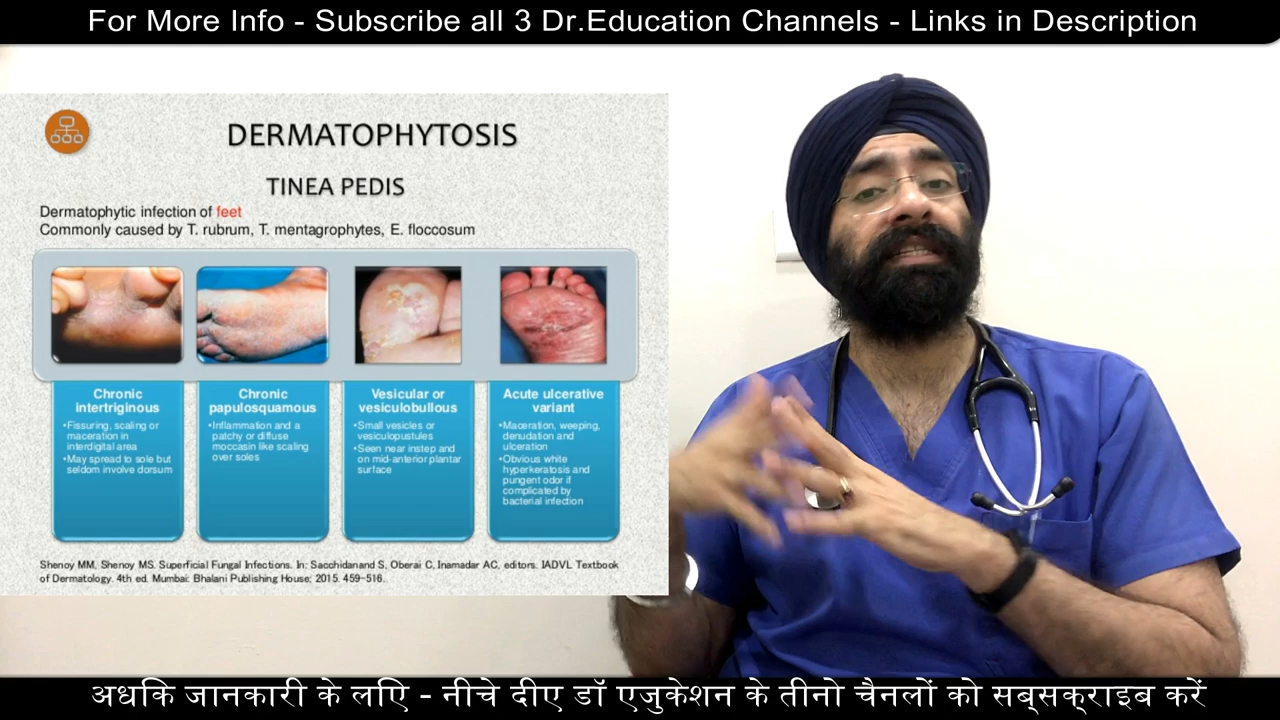 For More Info - Subscribe all 3 Dr.Education Channels - Links in Description
DERMATOPHYTOSIS
TINEA PEDIS
Dermatophytic infection of feet
Commonly caused by T. rubrum, T. mentagrophytes, E. floccosum
Chronic
intertriginous
•Fissuring, scaling or
maceration in
interdigital area
•May spread to sole but
seldom involve dorsum
Chronic
papulosquamous
•Inflammation and a
patchy or diffuse
moccasin like scaling
over soles
Vesicular or
vesiculobullous
•Small vesicles or
vesiculopustules
•Seen near instep and
on mid-anterior plantar
surface
Acute ulcerative
variant
•Maceration, weeping,
denudation and
ulceration
•Obvious white
hyperkeratosis and
pungent odor if
complicated by
bacterial infection
Shenoy MM, Shenoy MS. Superficial Fungal Infections. In: Sacchidanand S, Oberai C, Inamadar AC, editors. IADVL Textbook
of Dermatology. 4th ed. Mumbai: Bhalani Publishing House; 2015. 459-516.
अधकि जानकारी के लएि - नीचे दीए डॉ एजुकेशन के तीनो चैनलों को सब्सक्राइब करें